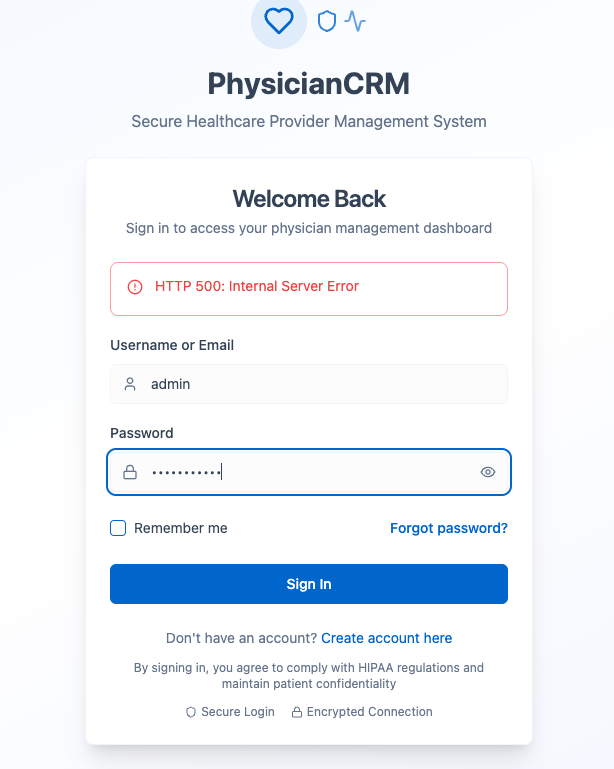 PhysicianCRM
Secure Healthcare Provider Management System
Welcome Back
Sign in to access your physician management dashboard
HTTP 500: Internal Server Error
Username or Email
admin
Password
•••••••••••
Remember me
Forgot password?
Sign In
Don't have an account? Create account here
By signing in, you agree to comply with HIPAA regulations and
maintain patient confidentiality
Secure Login
Encrypted Connection